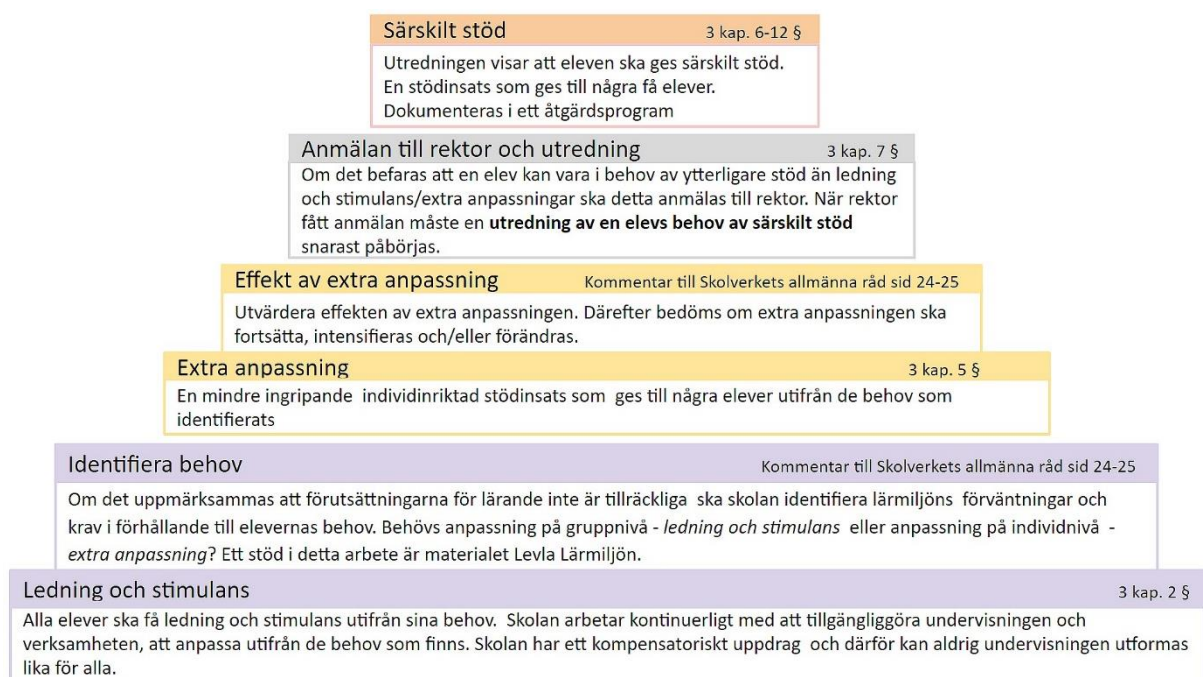 Särskilt stöd 3 kap. 6-12 §
Utredningen visar att eleven ska ges särskilt stöd.
En stödinsats som ges till några få elever.
Dokumenteras i ett åtgärdsprogram
Anmälan till rektor och utredning 3 kap. 7 §
Om det befaras att en elev kan vara i behov av ytterligare stöd än ledning
och stimulans/extra anpassningar ska detta anmälas till rektor. När rektor
fått anmälan måste en utredning av en elevs behov av särskilt stöd
snarast påbörjas.
Effekt av extra anpassning Kommentar till Skolverkets allmänna råd sid 24-25
Utvärdera effekten av extra anpassningen. Därefter bedöms om extra anpassningen ska
fortsätta, intensifieras och/eller förändras.
Extra anpassning 3 kap. 5 §
En mindre ingripande individinriktad stödinsats som ges till några elever utifrån de behov som
identifierats
Identifiera behov Kommentar till Skolverkets allmänna råd sid 24-25
Om det uppmärksammas att förutsättningarna för lärande inte är tillräckliga ska skolan identifiera lärmiljöns förväntningar och
krav i förhållande till elevernas behov. Behövs anpassning på gruppnivå - ledning och stimulans eller anpassning på individnivå -
extra anpassning? Ett stöd i detta arbete är materialet Levla Lärmiljön.
Ledning och stimulans 3 kap. 2 §
Alla elever ska få ledning och stimulans utifrån sina behov. Skolan arbetar kontinuerligt med att tillgängliggöra undervisningen och
verksamheten, att anpassa utifrån de behov som finns. Skolan har ett kompensatoriskt uppdrag och därför kan aldrig undervisningen utformas
lika för alla.